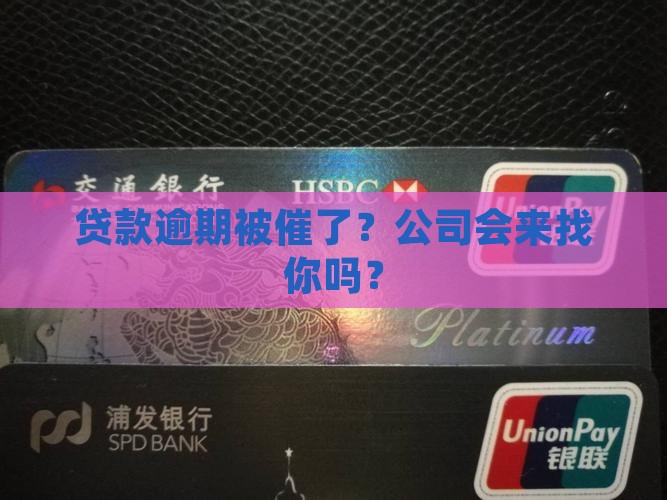 交通银行 HSBC UnionPay
贷款逾期被催了？公司会来找
你吗？
Platinum
浦发银行
SPD BANK
UnionPay
银联